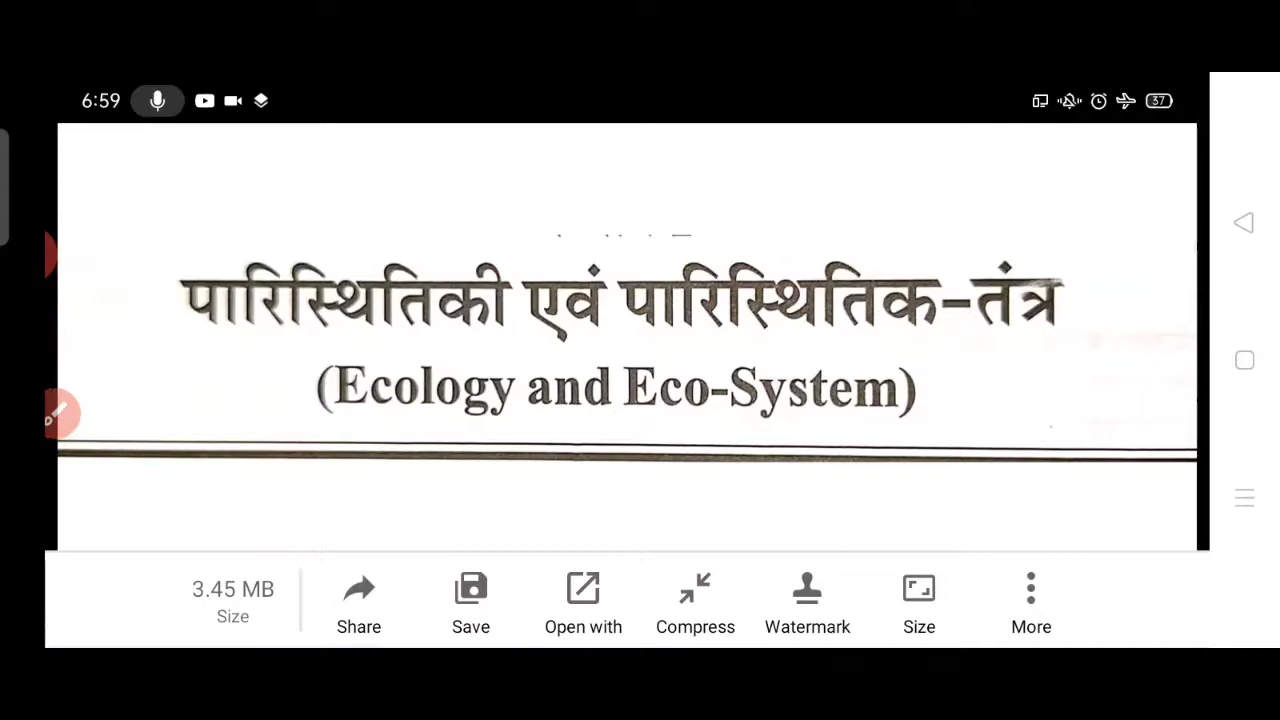 6:59
37
पारिस्थितिकी एवं पारिस्थितिक-तंत्र
(Ecology and Eco-System)
3.45 MB
Size
Share
Save
Open with
Compress
Watermark
Size
More